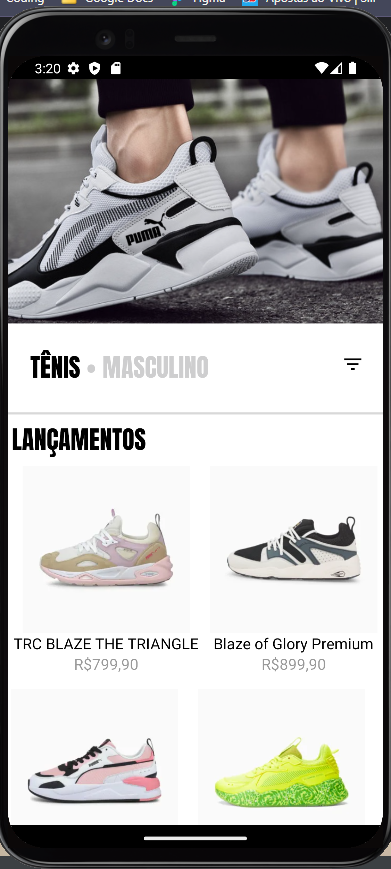 Coding Google Docs Figma Apostas ao Vivo | S...
3:20
PUMA
TÊNIS • MASCULINO
LANÇAMENTOS
TRC BLAZE THE TRIANGLE
Blaze of Glory Premium
R$799,90
R$899,90